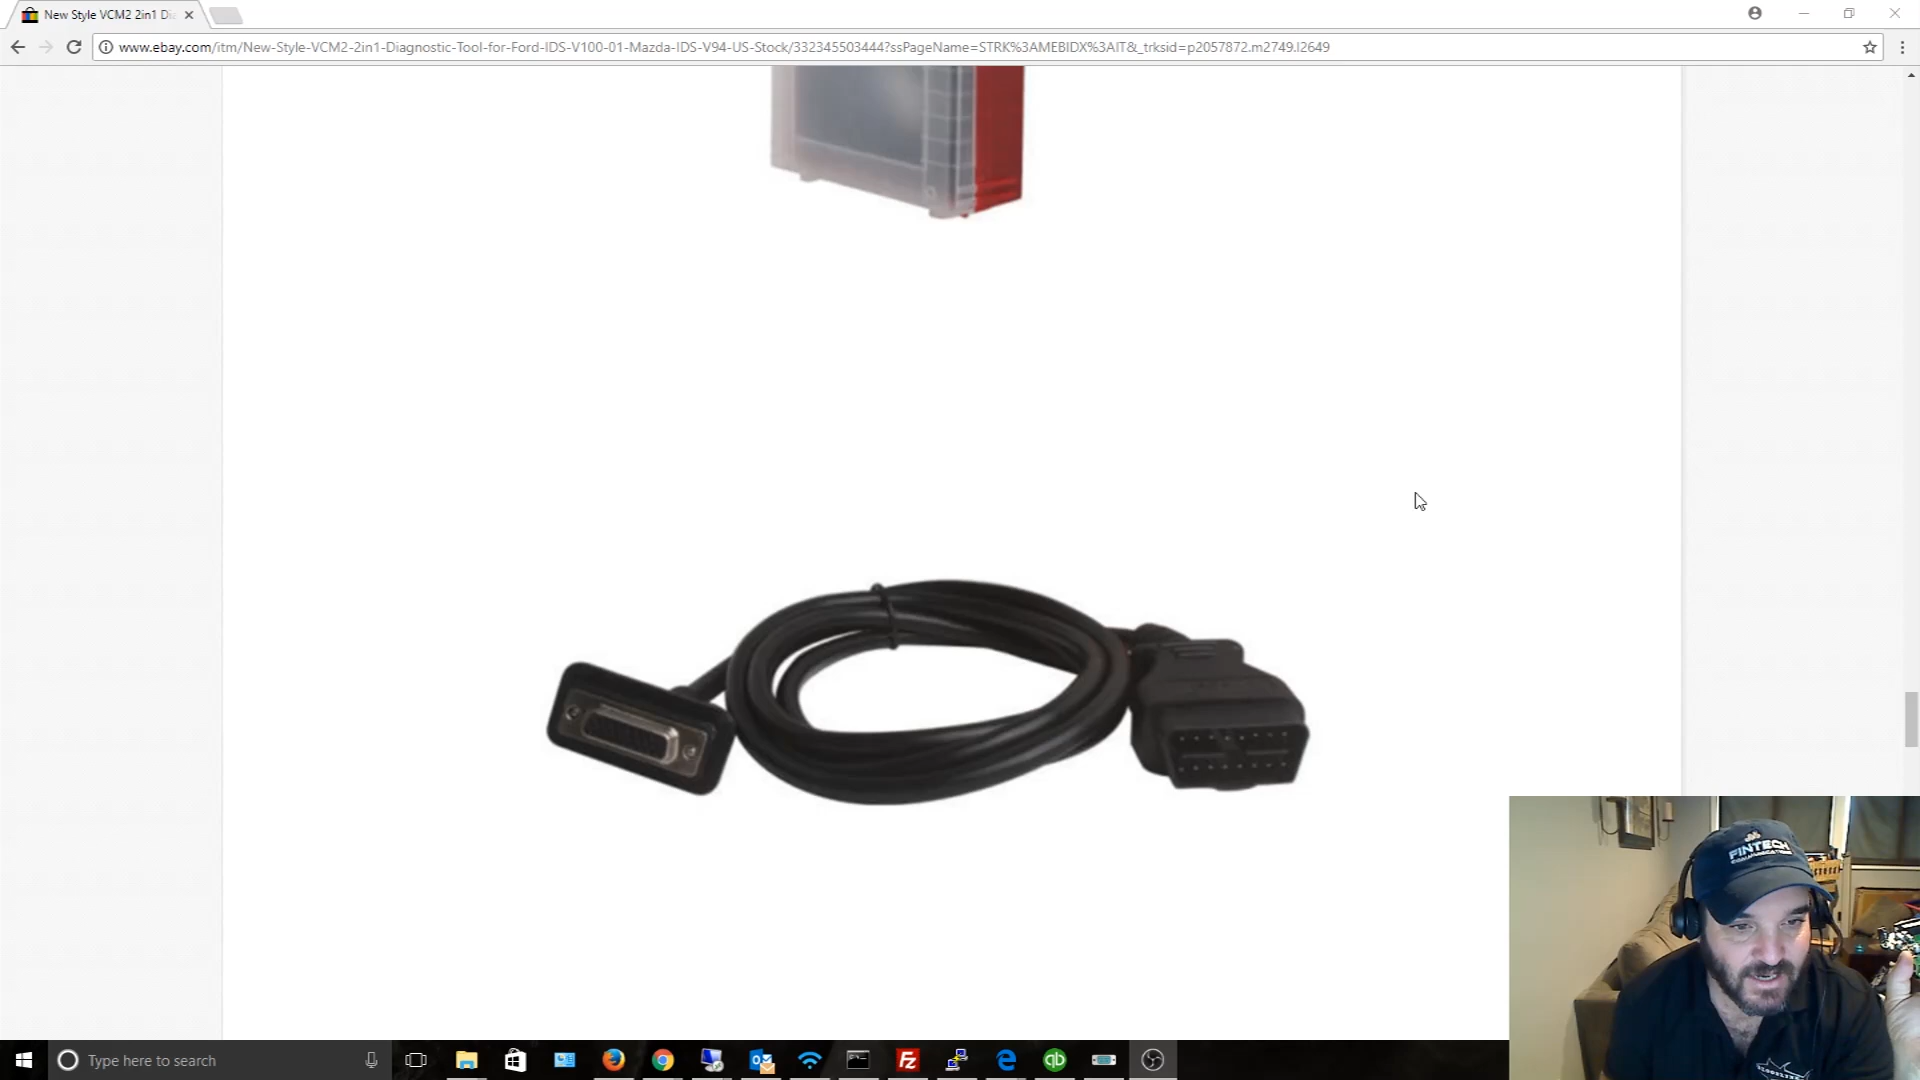 New Style VCM2 2in1 Dia
www.ebay.com/itm/New-Style-VCM2-2in1-Diagnostic-Tool-for-Ford-IDS-V100-01-Mazda-IDS-V94-US-Stock/332345503444?ssPageName=STRK%3AMEBIDX%3AIT&_trksid=p2057872.m2749.l2649
FINTECH
Type here to search